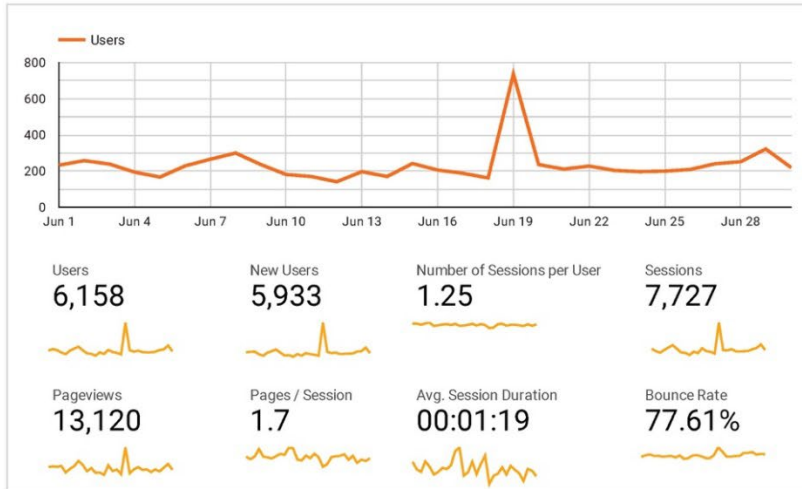 Users
800
600
400
200
0
Jun 1 Jun 4 Jun 7 Jun 10 Jun 13 Jun 16 Jun 19 Jun 22 Jun 25 Jun 28
Users New Users Number of Sessions per User Sessions
6,158 5,933 1.25 7,727
Pageviews Pages / Session Avg. Session Duration Bounce Rate
13,120 1.7 00:01:19 77.61%